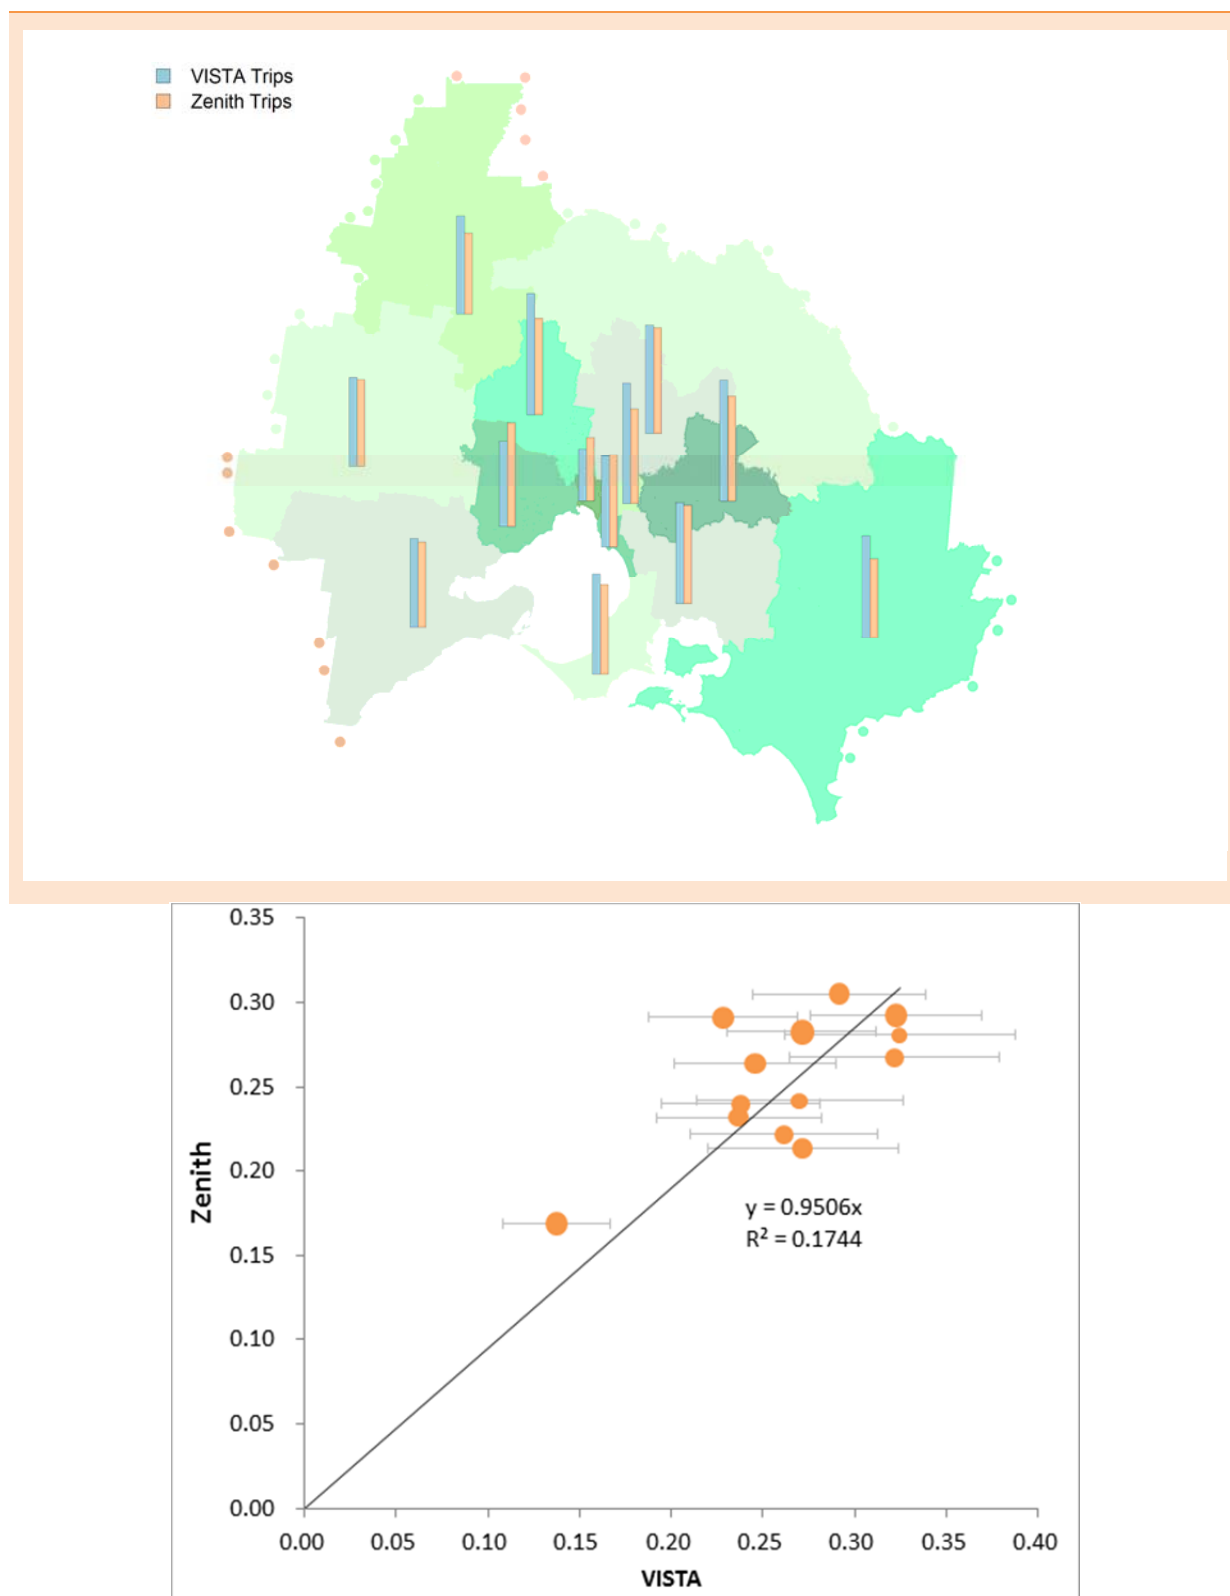 VISTA Trips
Zenith Trips
0.35
0.30
0.25
0.20
0.15
0.10
0.05
0.00
Zenith
y = 0.9506x
R² = 0.1744
0.00 0.05 0.10 0.15 0.20 0.25 0.30 0.35 0.40
VISTA